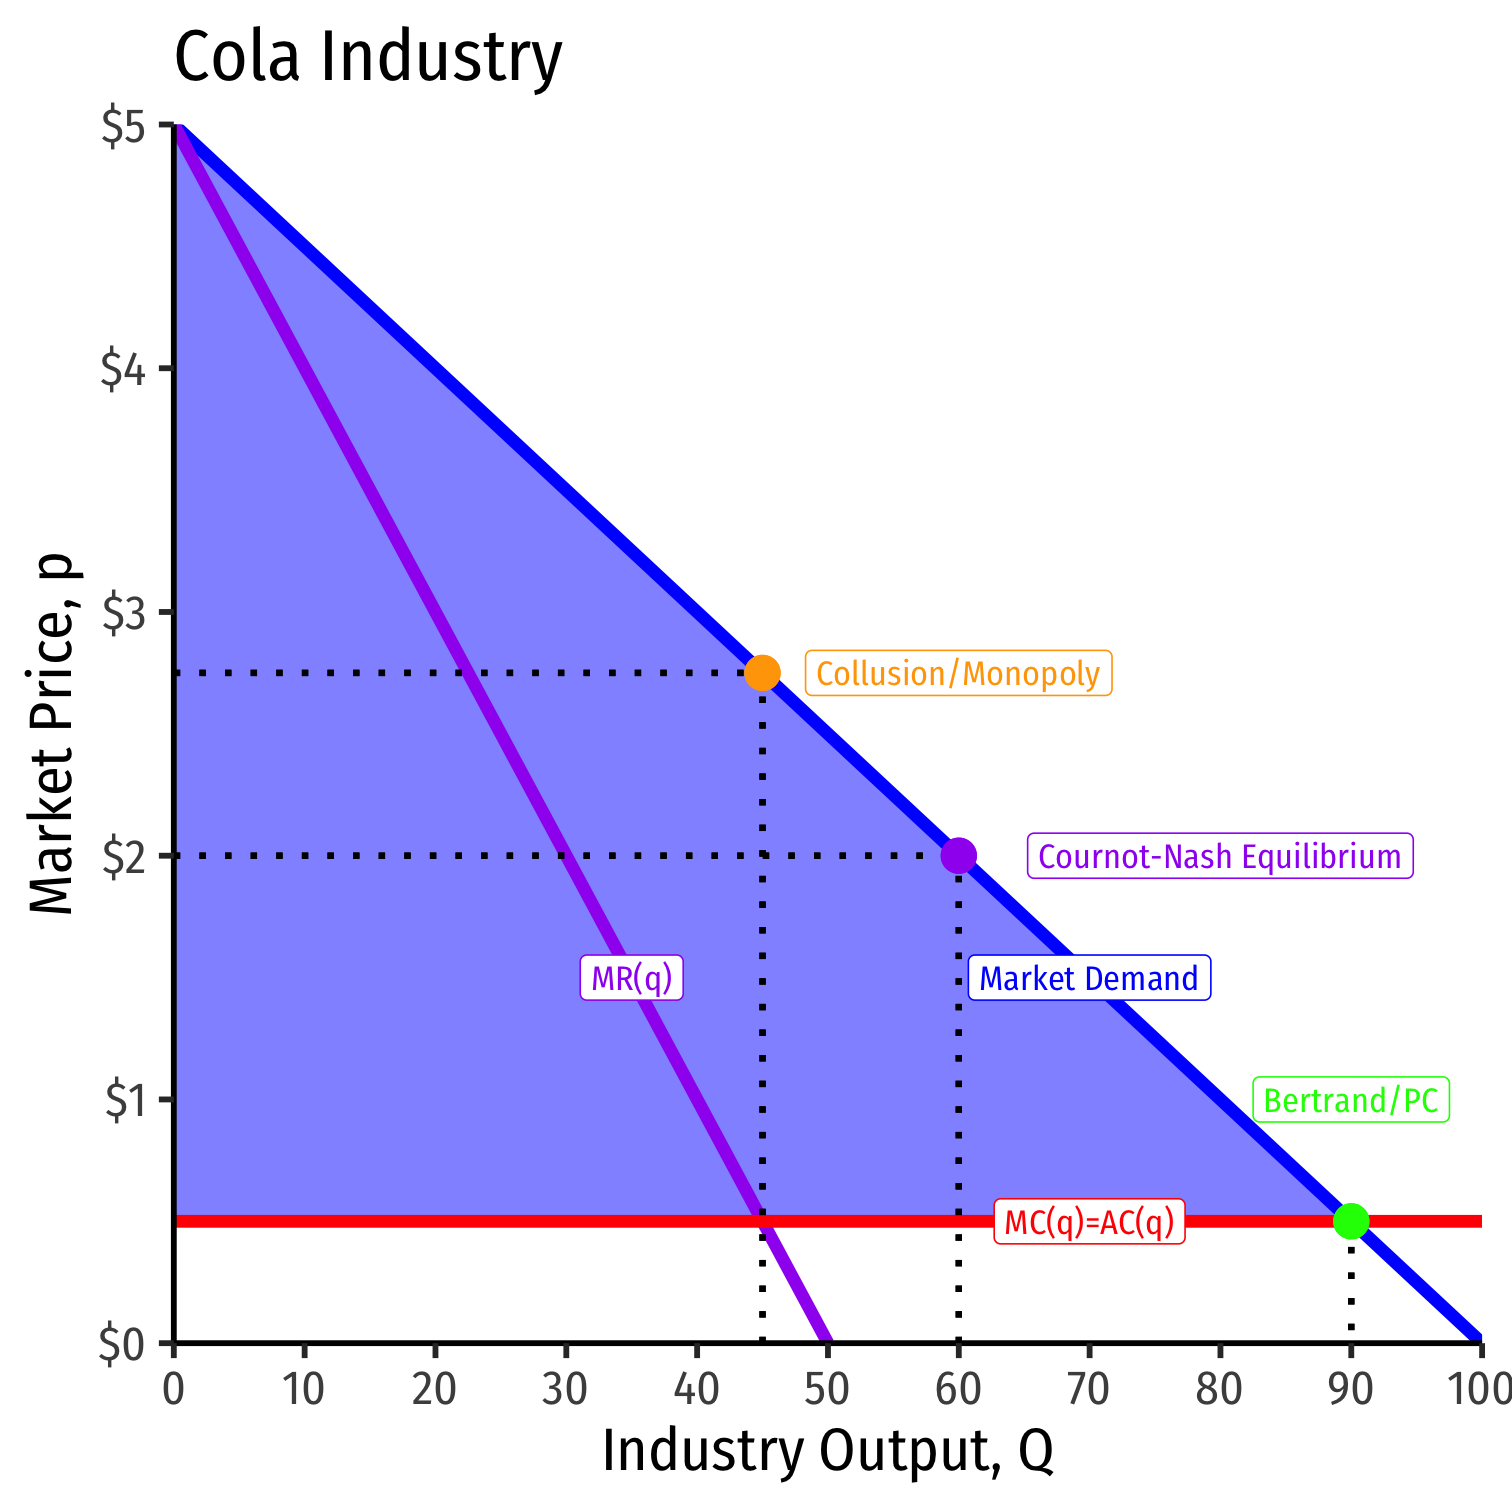 Cola Industry
$5
$4
$3
$2
$1
$0
Market Price, p
Collusion/Monopoly
Cournot-Nash Equilibrium
MR(q)
Market Demand
Bertrand/PC
MC(q)=AC(q)
0 10 20 30 40 50 60 70 80 90 100
Industry Output, Q